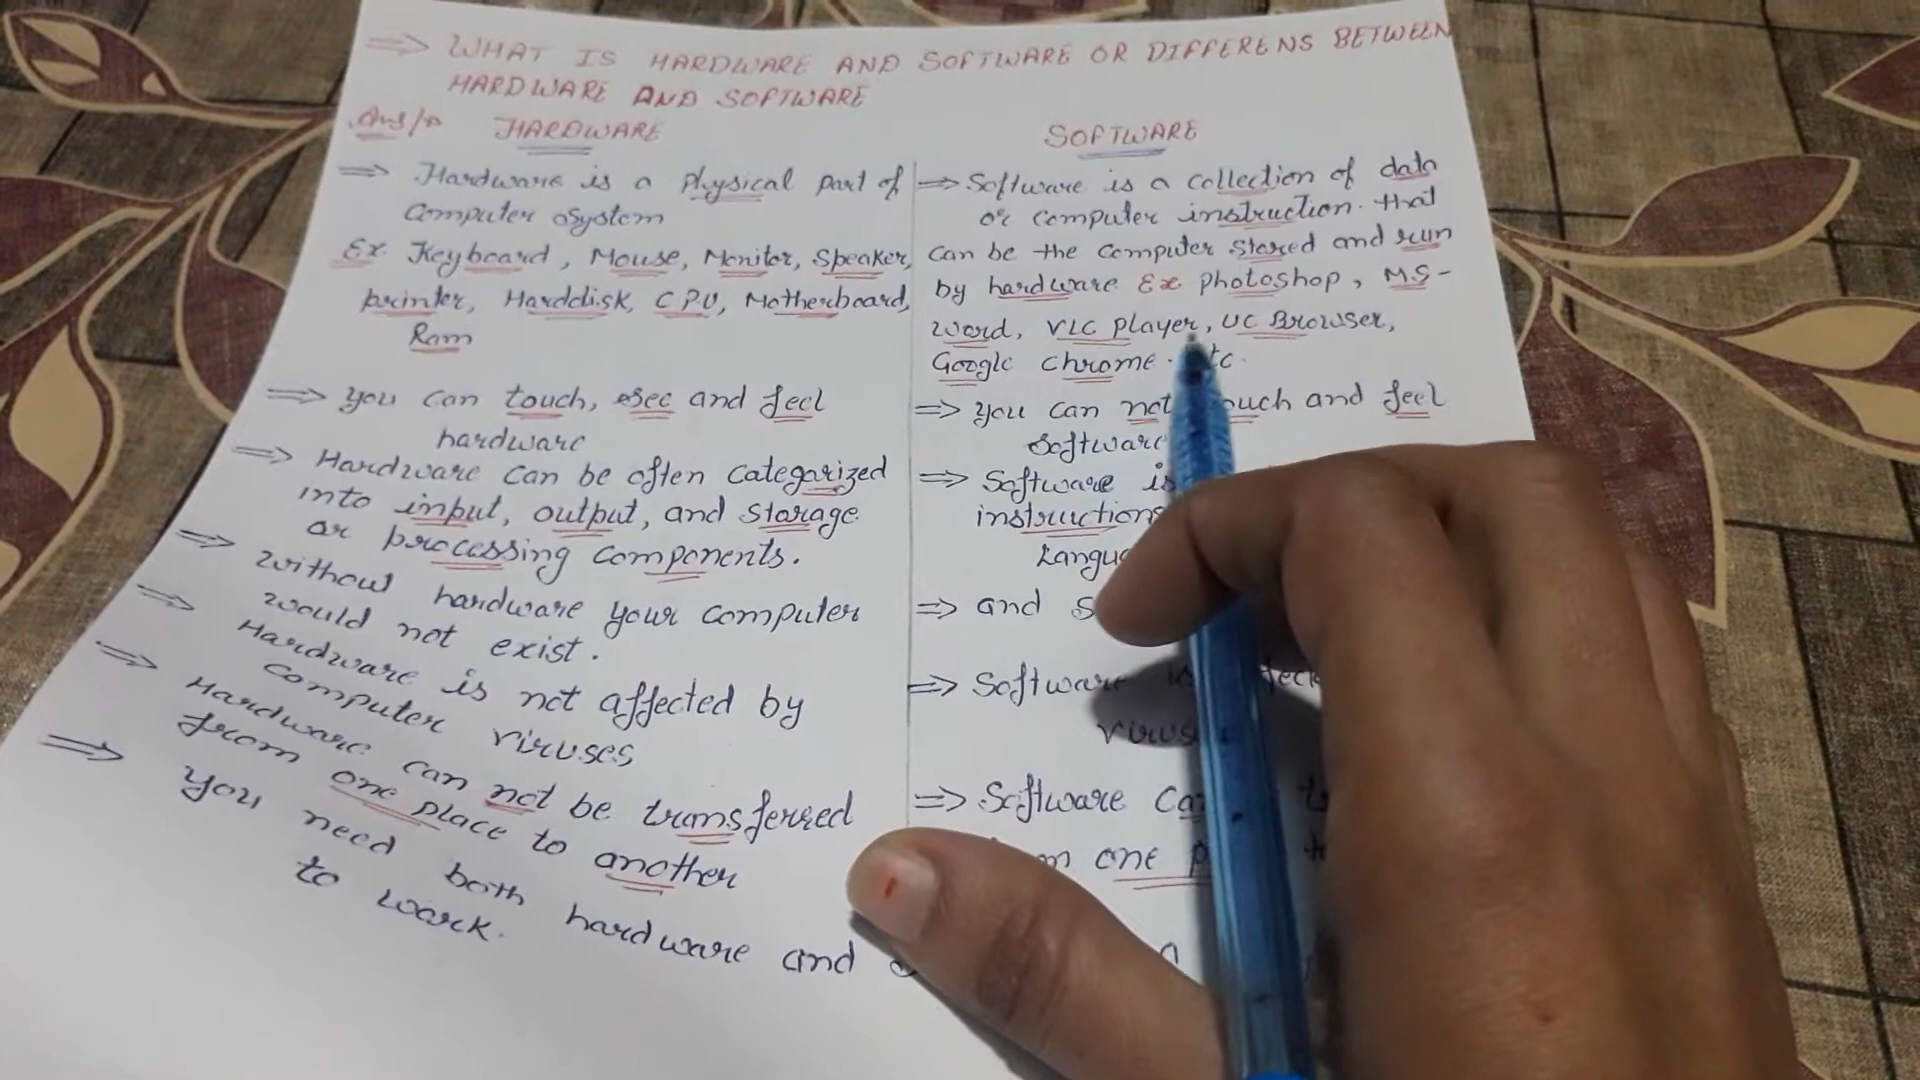 ⇒ WHAT IS HARDWARE AND SOFTWARE OR DIFFERENS BETWEEN
HARDWARE AND SOFTWARE
Ans/n HARDWARE
⇒ Hardware is a physical part of
Computer System
Ex. Keyboard, Mouse, Monitor, Speaker,
printer, Harddisk, CPU, Motherboard,
Ram
⇒ you can touch, see and feel
hardware
⇒ Hardware can be often categarized
into input, output, and storage
or processing components.
⇒ without hardware your computer
would not exist.
⇒ Hardware is not affected by
computer viruses
⇒ Hardware can not be transferred
from one place to another
⇒ you need both hardware and
to work.
SOFTWARE
⇒ Software is a collection of data
or computer instruction. that
can be the computer stored and run
by hardware Ex photoshop, M.S-
word, VLC player, UC Browser,
Google chrome. tc.
⇒ you can not ouch and feel
Software
⇒ Software is
instructions
⇒ and
⇒ Software
virus
⇒ Software
one